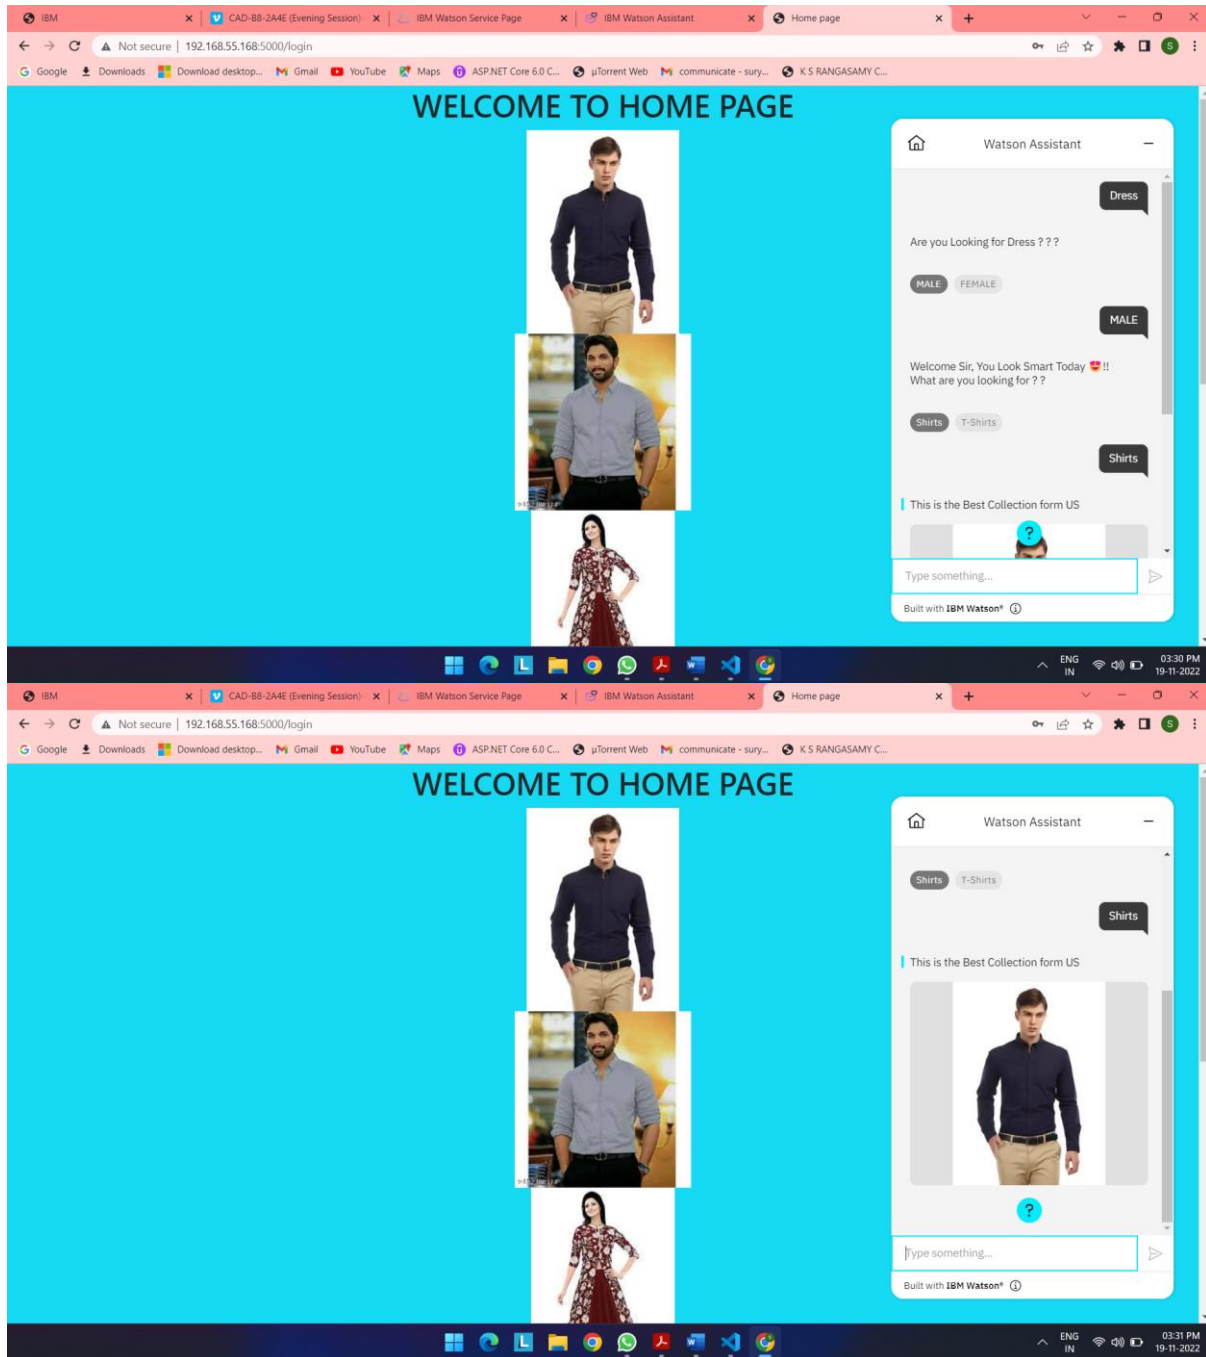 IBM
CAD-B8-2A4E (Evening Session)
IBM Watson Service Page
IBM Watson Assistant
Home page
Not secure | 192.168.55.168:5000/login
S
Google
Downloads
Download desktop...
Gmail
YouTube
Maps
ASP.NET Core 6.0 C...
µTorrent Web
communicate - sury...
K S RANGASAMY C...
WELCOME TO HOME PAGE
Watson Assistant
Dress
Are you Looking for Dress ? ? ?
MALE FEMALE
MALE
Welcome Sir, You Look Smart Today 😍 !!
What are you looking for ? ?
Shirts T-Shirts
Shirts
This is the Best Collection form US
?
Type something...
Built with IBM Watson®
L
ENG
IN
03:30 PM
19-11-2022
IBM
CAD-B8-2A4E (Evening Session)
IBM Watson Service Page
IBM Watson Assistant
Home page
Not secure | 192.168.55.168:5000/login
S
Google
Downloads
Download desktop...
Gmail
YouTube
Maps
ASP.NET Core 6.0 C...
µTorrent Web
communicate - sury...
K S RANGASAMY C...
WELCOME TO HOME PAGE
Watson Assistant
Shirts T-Shirts
Shirts
This is the Best Collection form US
?
Type something...
Built with IBM Watson®
L
ENG
IN
03:31 PM
19-11-2022